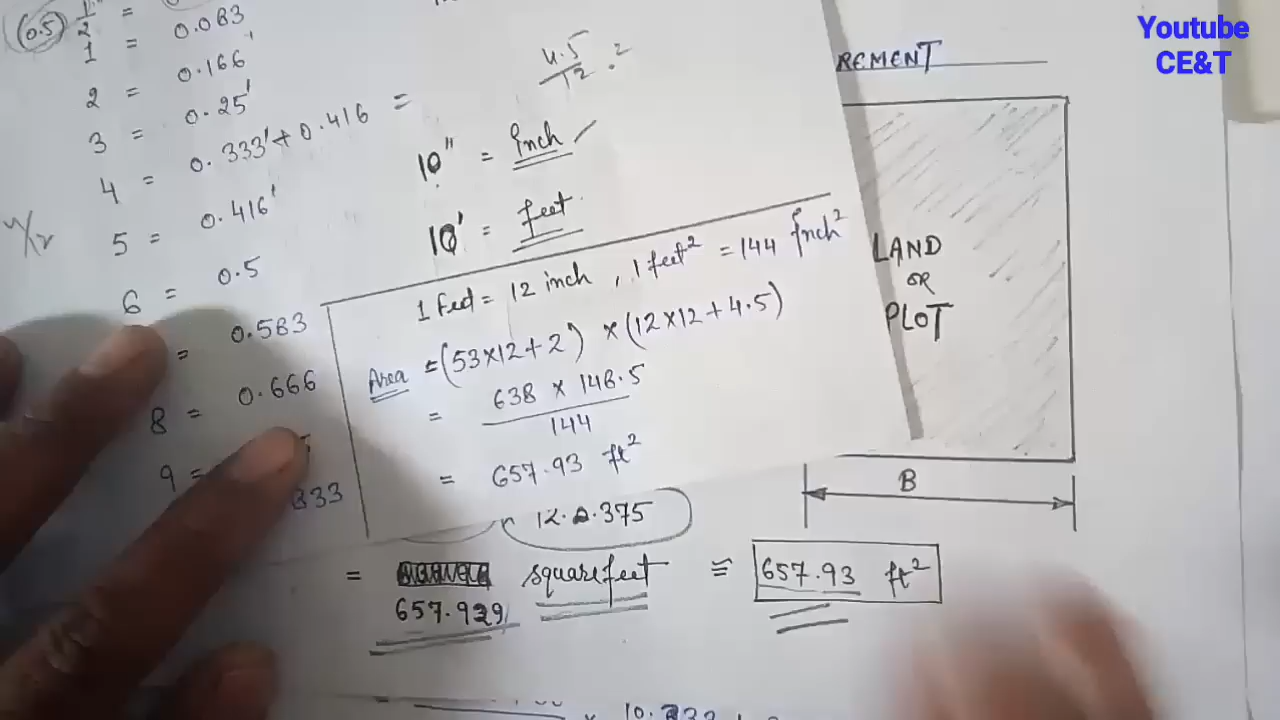 Youtube
CE&T
(0.5) 1/2" =
1 = 0.083
2 = 0.166'
3 = 0.25'
4 = 0.333' + 0.416 =
5 = 0.416'
6 = 0.5
= 0.583
8 = 0.666
9 =
333
4.5/12 .2
10" = Inch
10' = feet
1 Feet = 12 inch , 1 feet² = 144 Inch²
Area = (53×12+2) × (12×12+4.5)
= 638 × 148.5
144
= 657.93 ft²
12.0.375
= squarefeet ≅ 657.93 ft²
657.929
REMENT
LAND
OR
PLOT
B